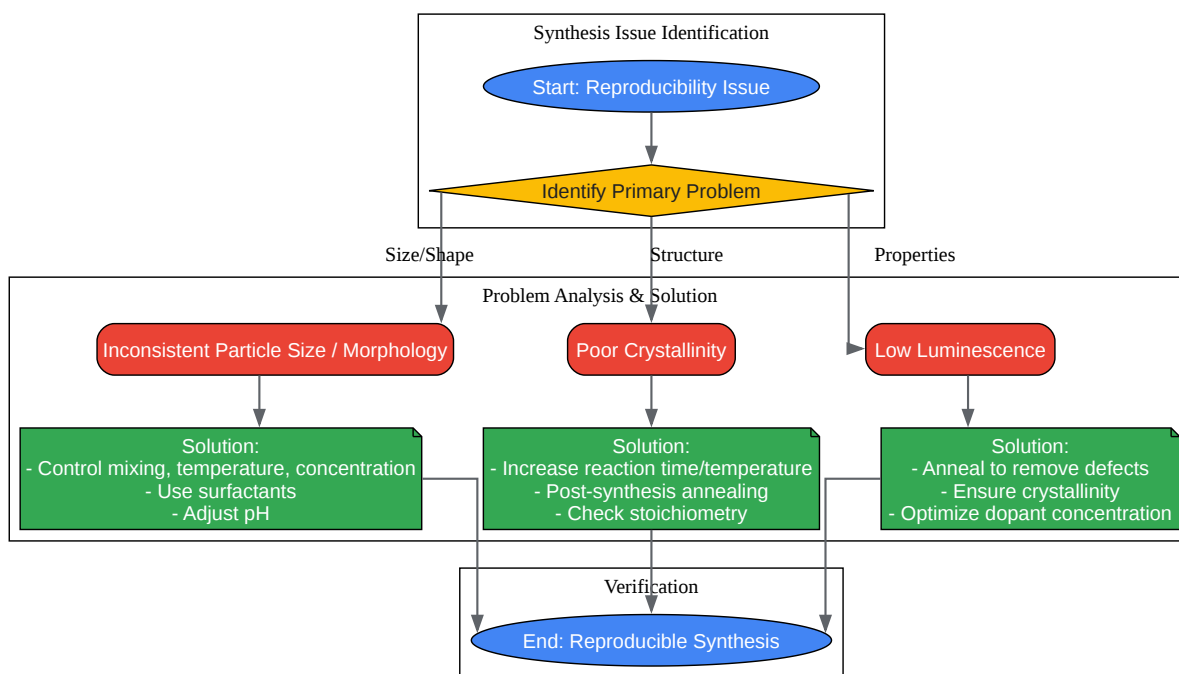 Synthesis Issue Identification
Start: Reproducibility Issue
Identify Primary Problem
Size/Shape
Structure
Properties
Problem Analysis & Solution
Inconsistent Particle Size / Morphology
Poor Crystallinity
Low Luminescence
Solution:
- Control mixing, temperature, concentration
- Use surfactants
- Adjust pH
Solution:
- Increase reaction time/temperature
- Post-synthesis annealing
- Check stoichiometry
Solution:
- Anneal to remove defects
- Ensure crystallinity
- Optimize dopant concentration
Verification
End: Reproducible Synthesis